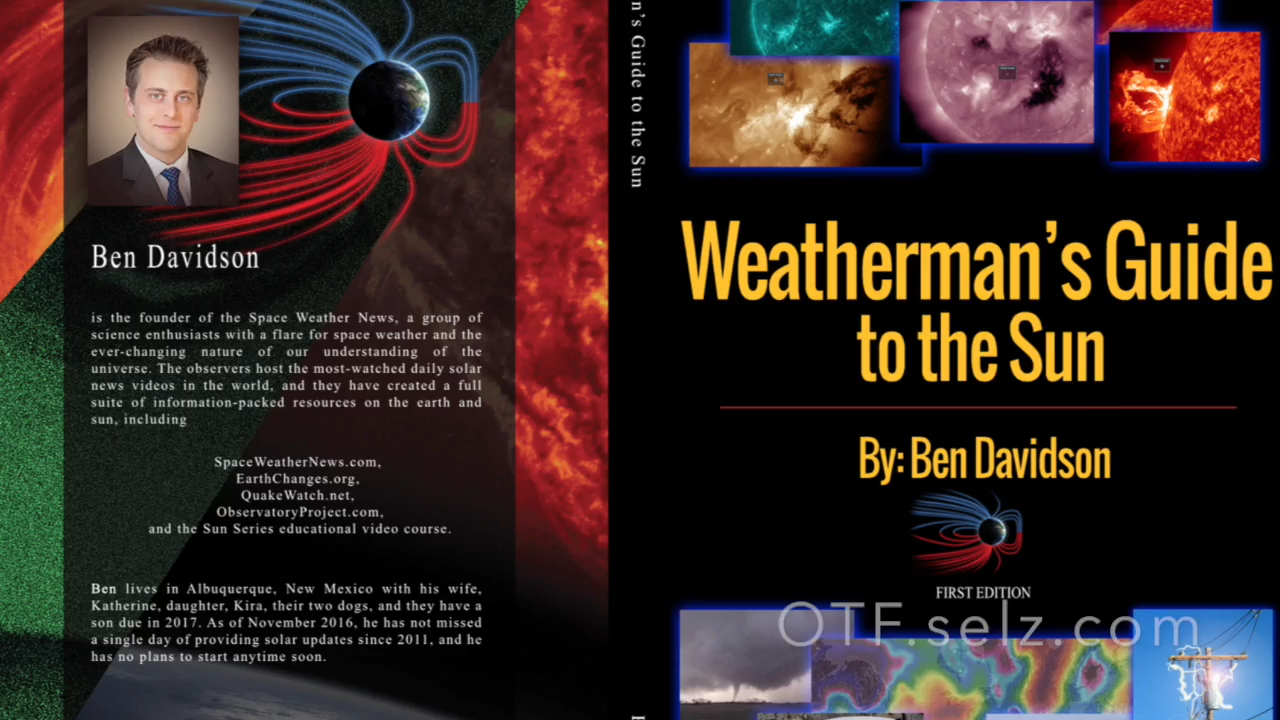 Ben Davidson
is the founder of the Space Weather News, a group of
science enthusiasts with a flare for space weather and the
ever-changing nature of our understanding of the
universe. The observers host the most-watched daily solar
news videos in the world, and they have created a full
suite of information-packed resources on the earth and
sun, including
SpaceWeatherNews.com,
EarthChanges.org,
QuakeWatch.net,
ObservatoryProject.com,
and the Sun Series educational video course.
Ben lives in Albuquerque, New Mexico with his wife,
Katherine, daughter, Kira, their two dogs, and they have a
son due in 2017. As of November 2016, he has not missed
a single day of providing solar updates since 2011, and he
has no plans to start anytime soon.
n's Guide to the Sun
Weatherman's Guide
to the Sun
By: Ben Davidson
FIRST EDITION
OTF.selz.com